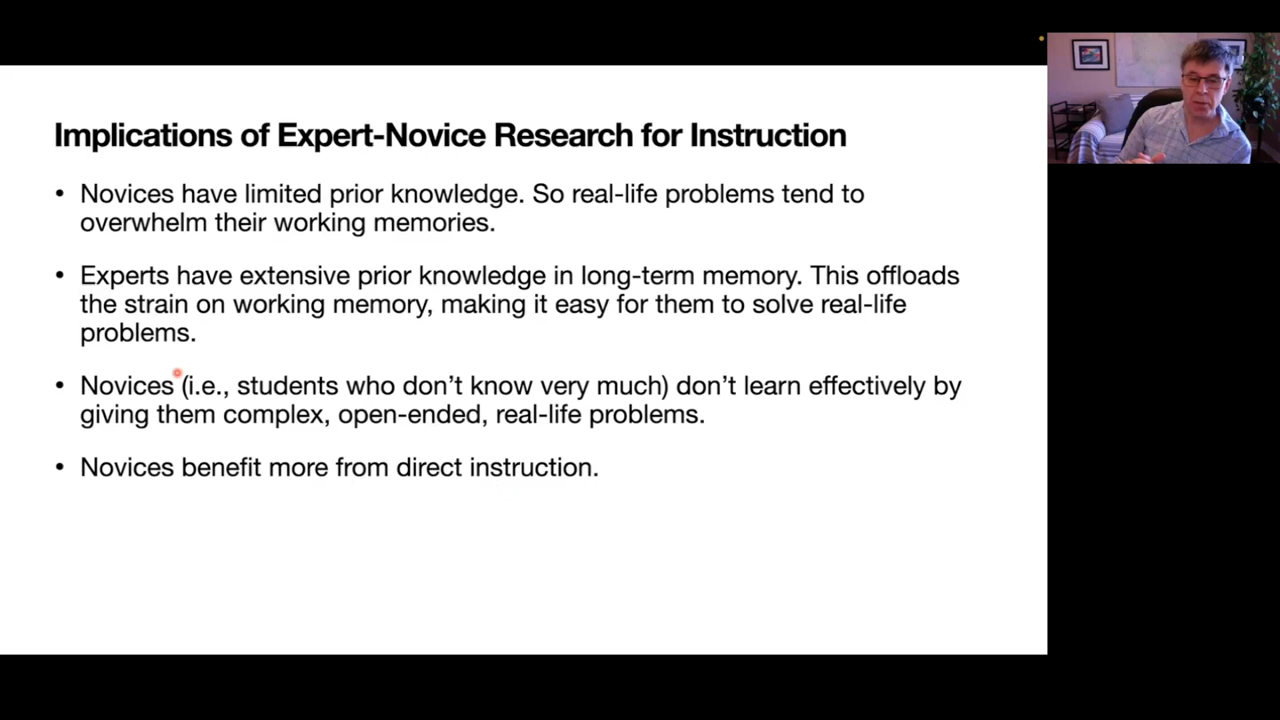 Implications of Expert-Novice Research for Instruction
• Novices have limited prior knowledge. So real-life problems tend to
overwhelm their working memories.
• Experts have extensive prior knowledge in long-term memory. This offloads
the strain on working memory, making it easy for them to solve real-life
problems.
• Novices (i.e., students who don't know very much) don't learn effectively by
giving them complex, open-ended, real-life problems.
• Novices benefit more from direct instruction.